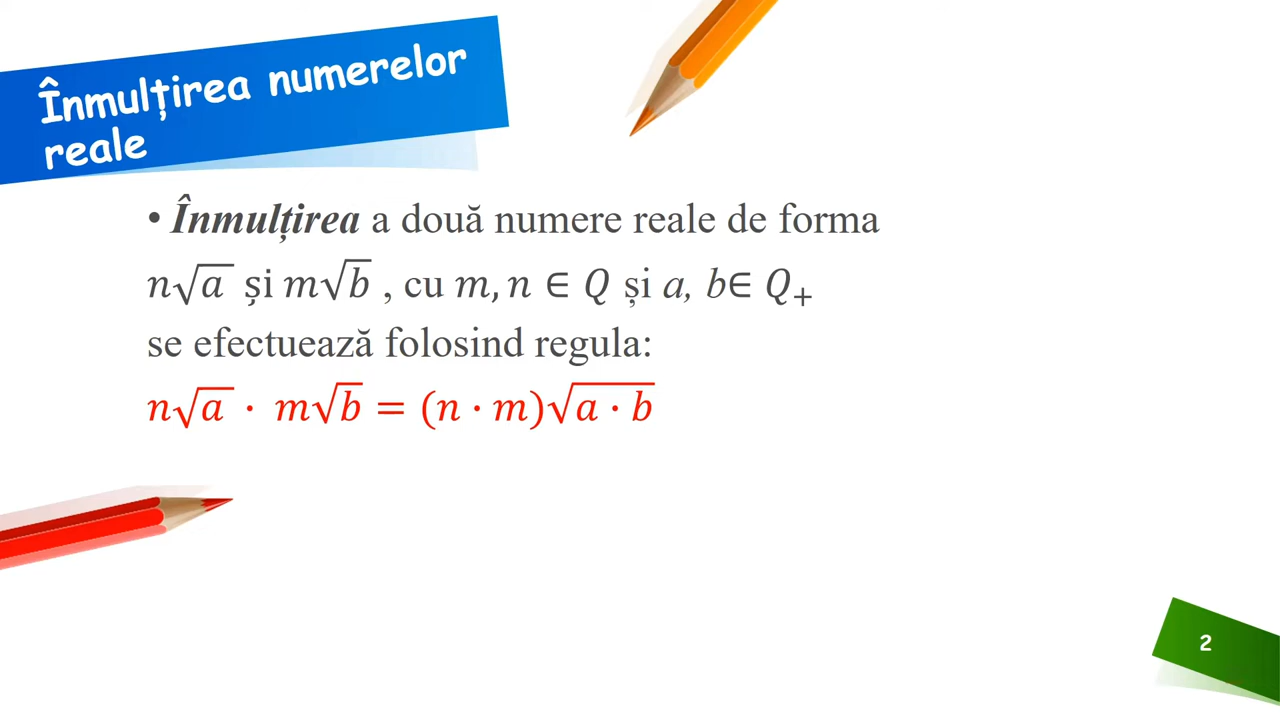 Înmulțirea numerelor
reale
• Înmulțirea a două numere reale de forma
n√a și m√b , cu m, n ∈ Q și a, b∈ Q₊
se efectuează folosind regula:
n√a · m√b = (n · m)√(a · b)
2